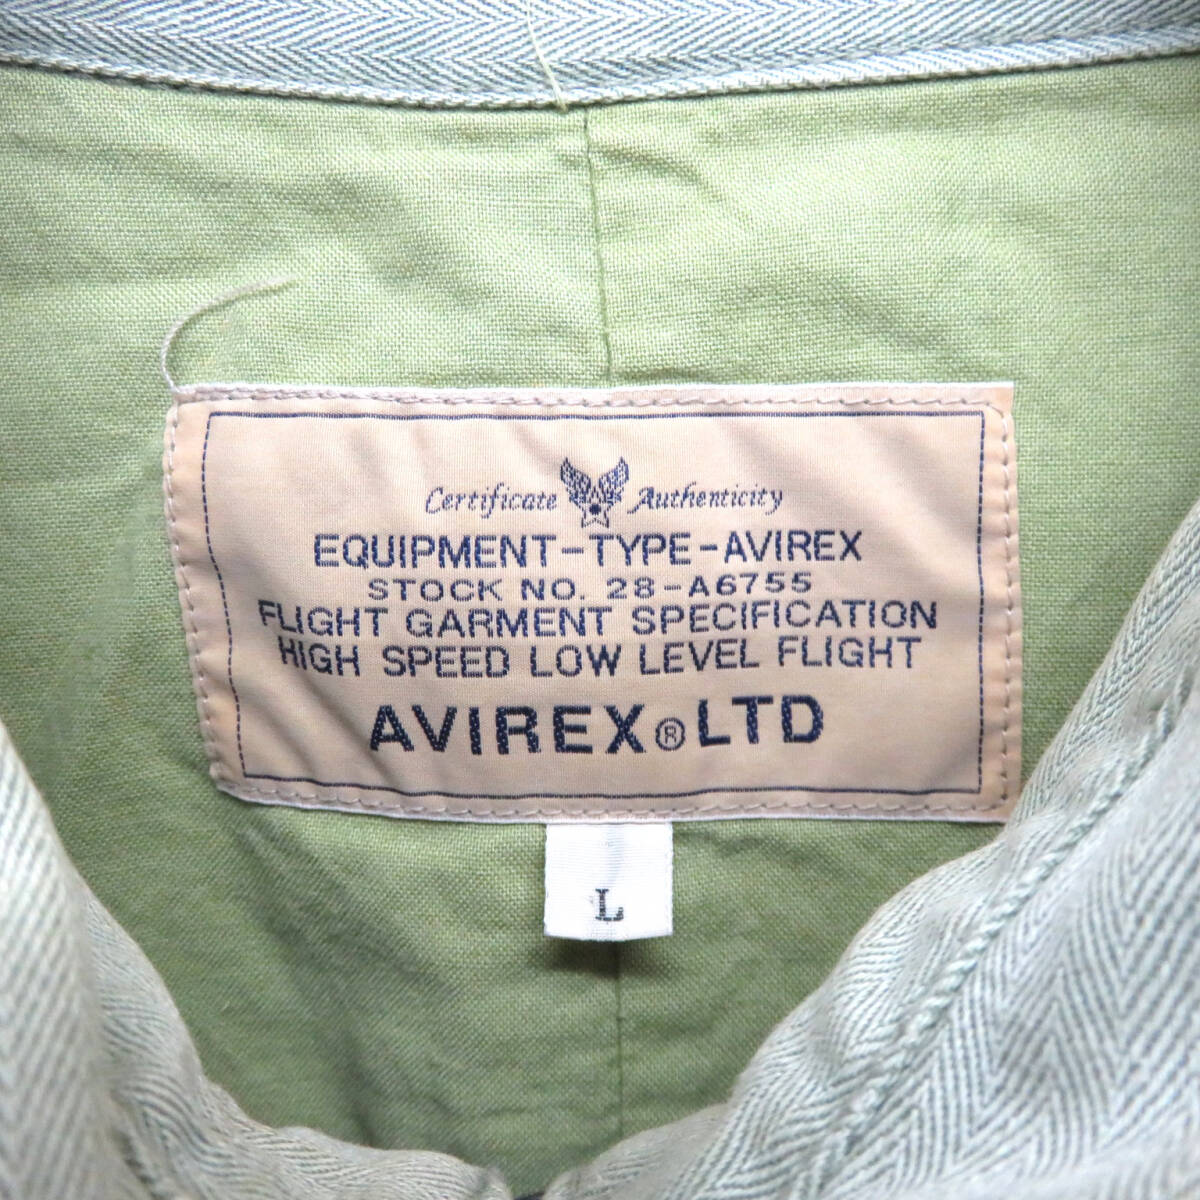 Certificate Authenticity
EQUIPMENT-TYPE-AVIREX
STOCK NO. 28-A6755
FLIGHT GARMENT SPECIFICATION
HIGH SPEED LOW LEVEL FLIGHT
AVIREX® LTD
L